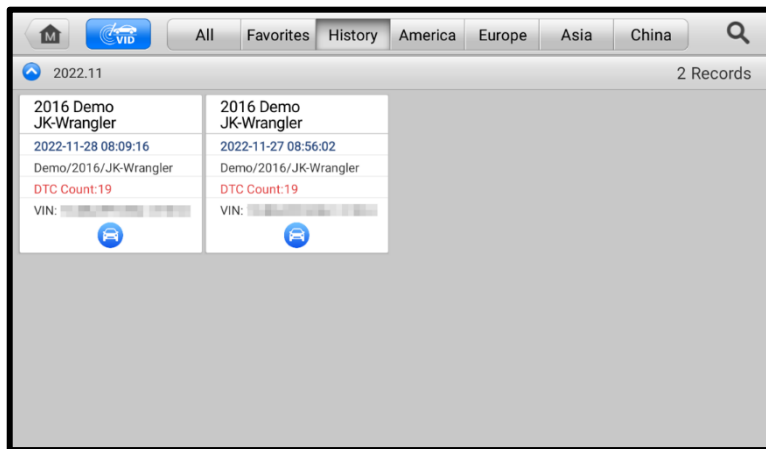 M VID All Favorites History America Europe Asia China
2022.11 2 Records
2016 Demo
JK-Wrangler
2022-11-28 08:09:16
Demo/2016/JK-Wrangler
DTC Count:19
VIN:
2016 Demo
JK-Wrangler
2022-11-27 08:56:02
Demo/2016/JK-Wrangler
DTC Count:19
VIN: